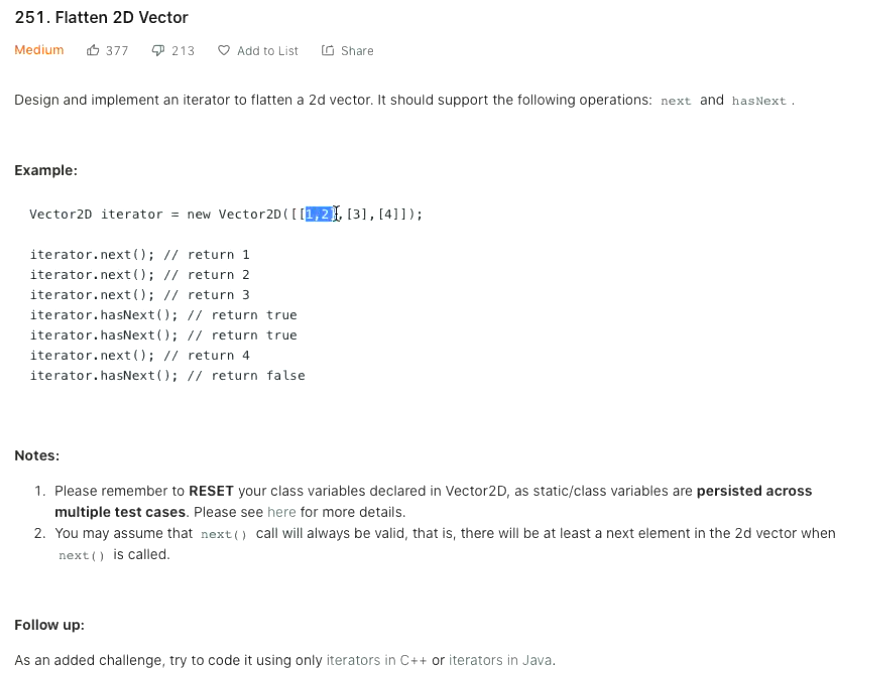 251. Flatten 2D Vector
Medium 377 213 Add to List Share
Design and implement an iterator to flatten a 2d vector. It should support the following operations: next and hasNext .
Example:
Vector2D iterator = new Vector2D([[1,2],[3],[4]]);
iterator.next(); // return 1
iterator.next(); // return 2
iterator.next(); // return 3
iterator.hasNext(); // return true
iterator.hasNext(); // return true
iterator.next(); // return 4
iterator.hasNext(); // return false
Notes:
1. Please remember to RESET your class variables declared in Vector2D, as static/class variables are persisted across
multiple test cases. Please see here for more details.
2. You may assume that next() call will always be valid, that is, there will be at least a next element in the 2d vector when
next() is called.
Follow up:
As an added challenge, try to code it using only iterators in C++ or iterators in Java.